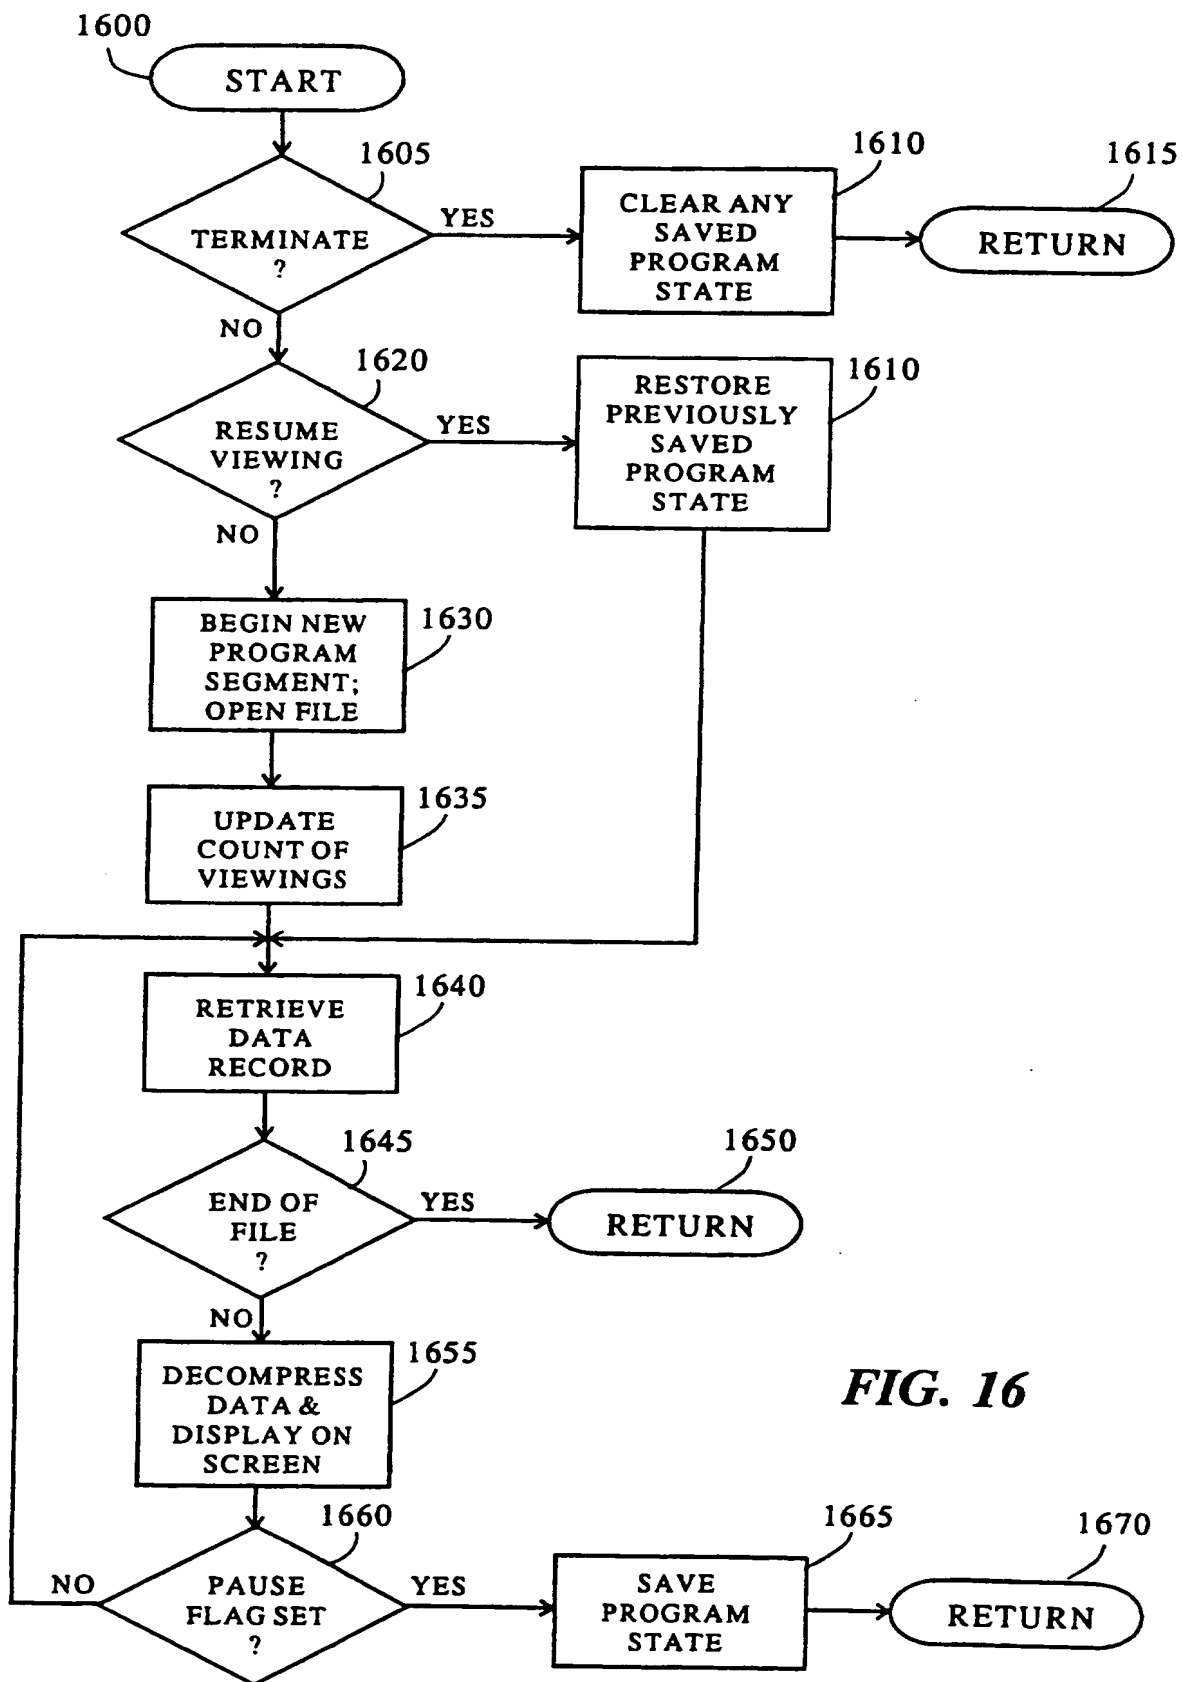 1600
START
1605
TERMINATE
?
YES
1610
CLEAR ANY
SAVED
PROGRAM
STATE
1615
RETURN
NO
1620
RESUME
VIEWING
?
YES
1610
RESTORE
PREVIOUSLY
SAVED
PROGRAM
STATE
NO
1630
BEGIN NEW
PROGRAM
SEGMENT;
OPEN FILE
1635
UPDATE
COUNT OF
VIEWINGS
1640
RETRIEVE
DATA
RECORD
1645
END OF
FILE
?
YES
1650
RETURN
NO
1655
DECOMPRESS
DATA &
DISPLAY ON
SCREEN
FIG. 16
1660
NO
PAUSE
FLAG SET
?
YES
1665
SAVE
PROGRAM
STATE
1670
RETURN